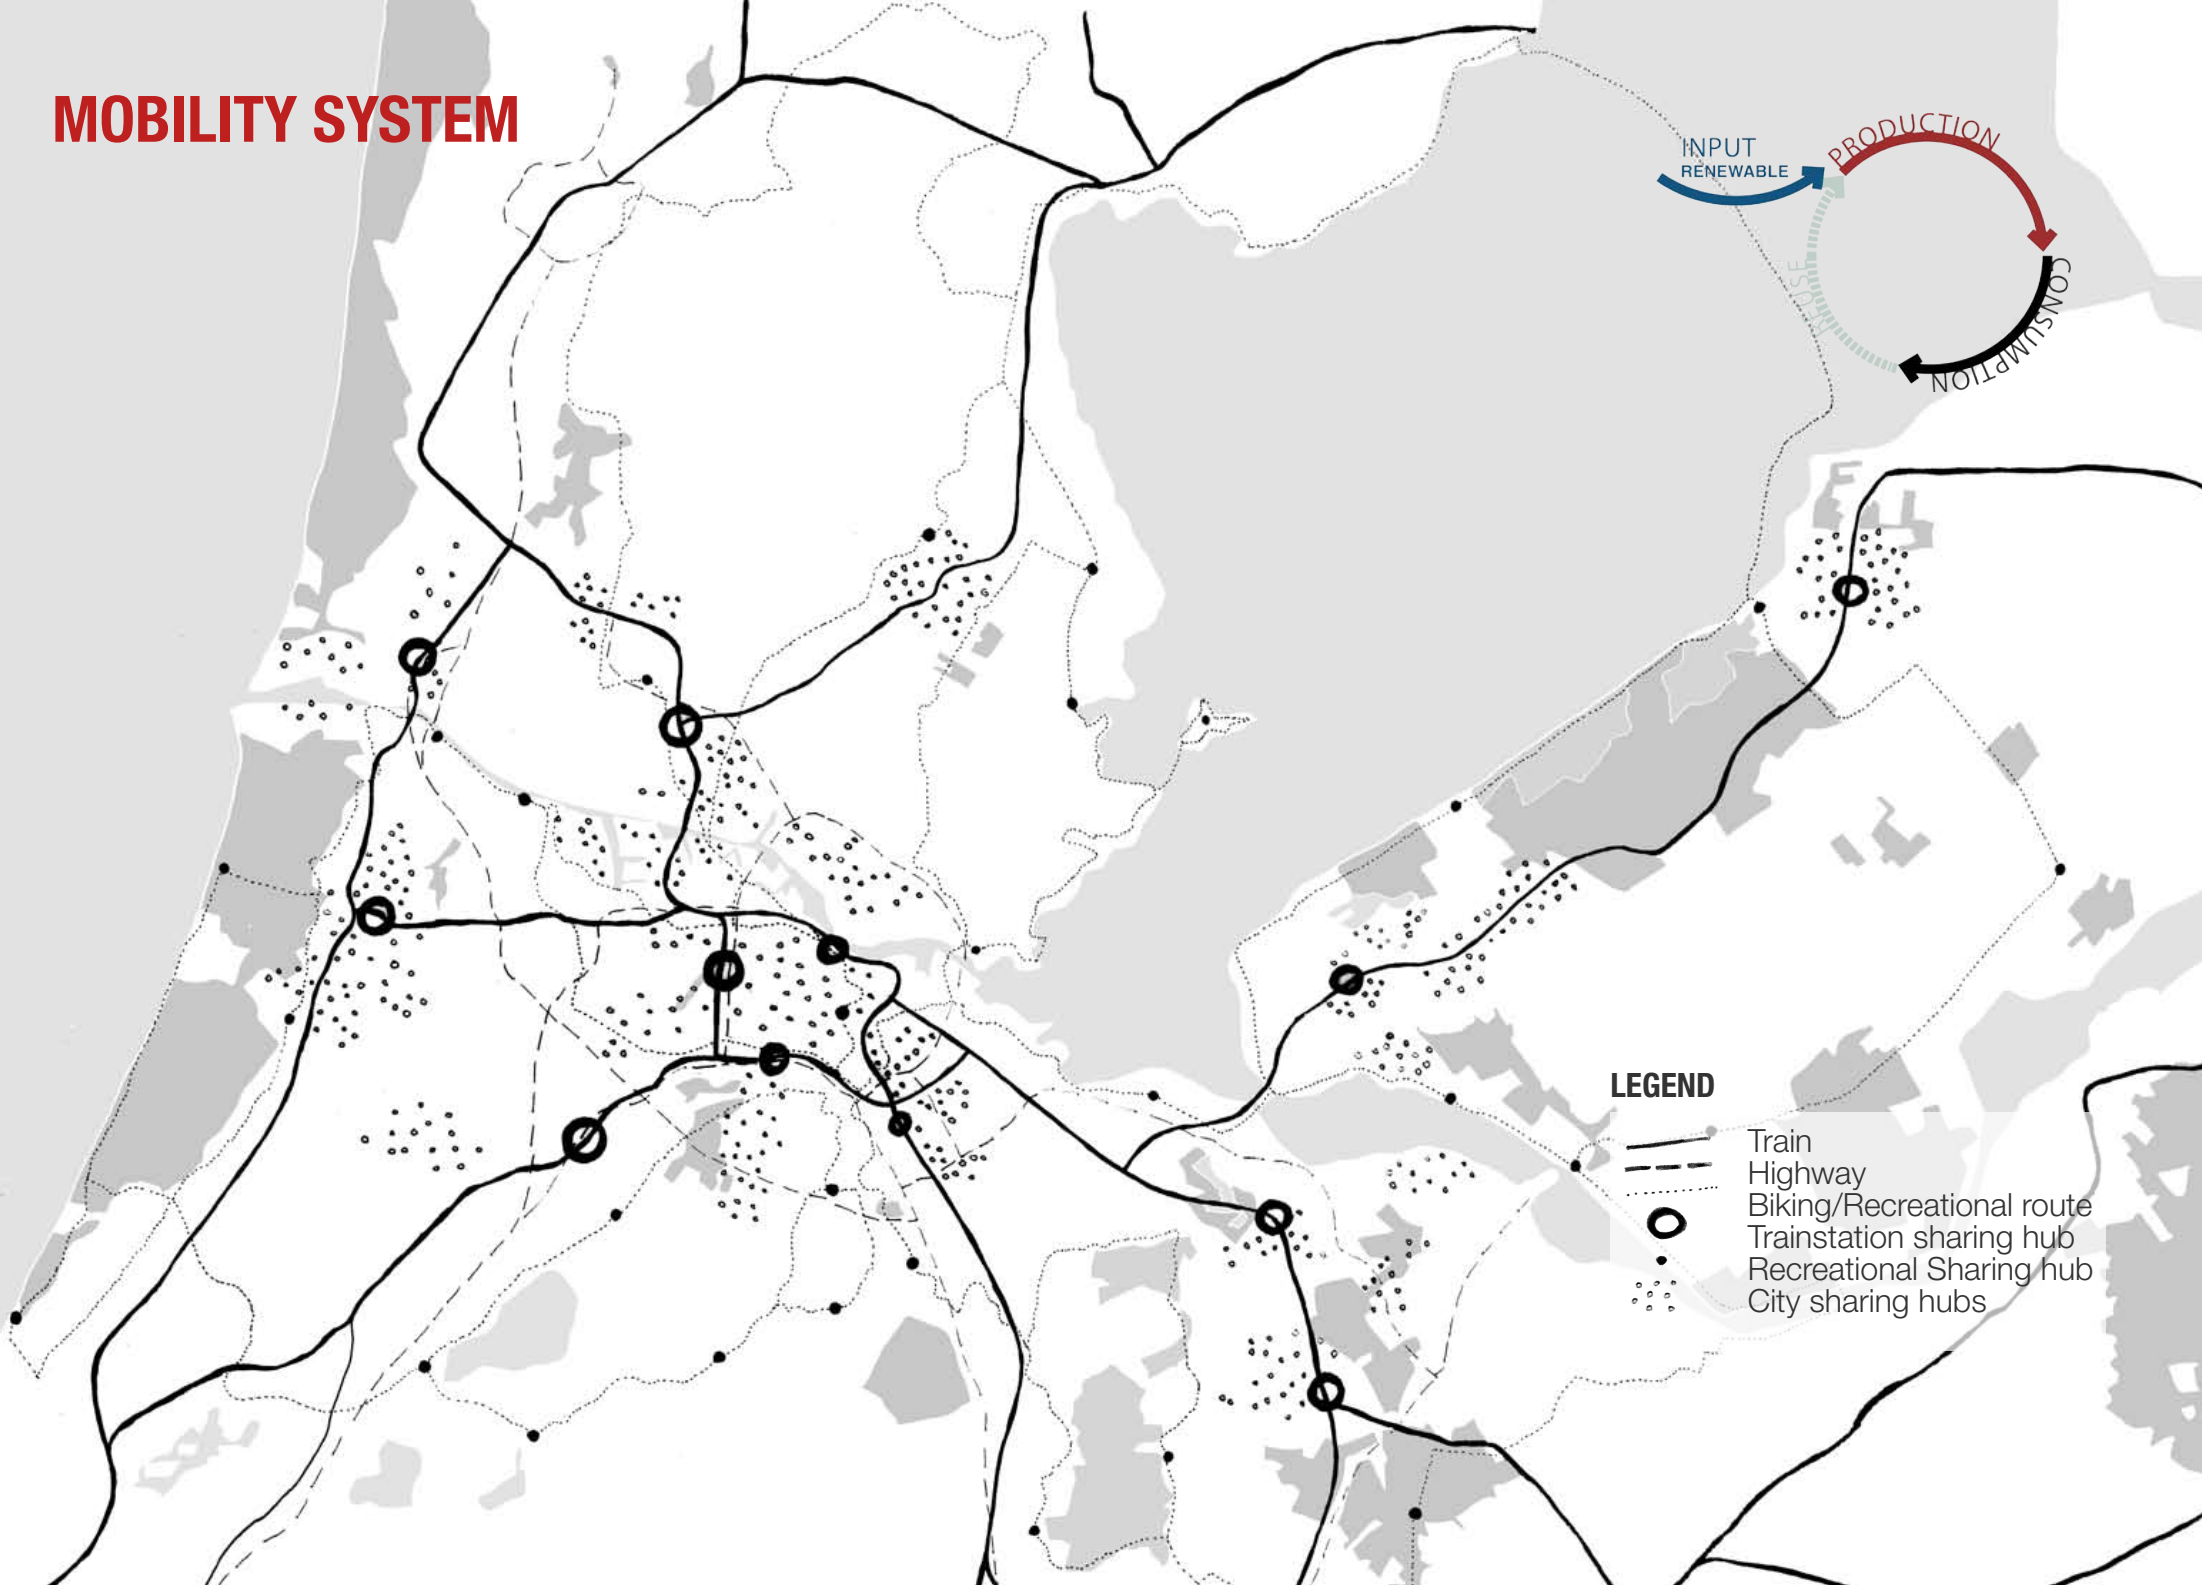 MOBILITY SYSTEM
INPUT
RENEWABLE
PRODUCTION
CONSUMPTION
REUSE
LEGEND
Train
Highway
Biking/Recreational route
Trainstation sharing hub
Recreational Sharing hub
City sharing hubs